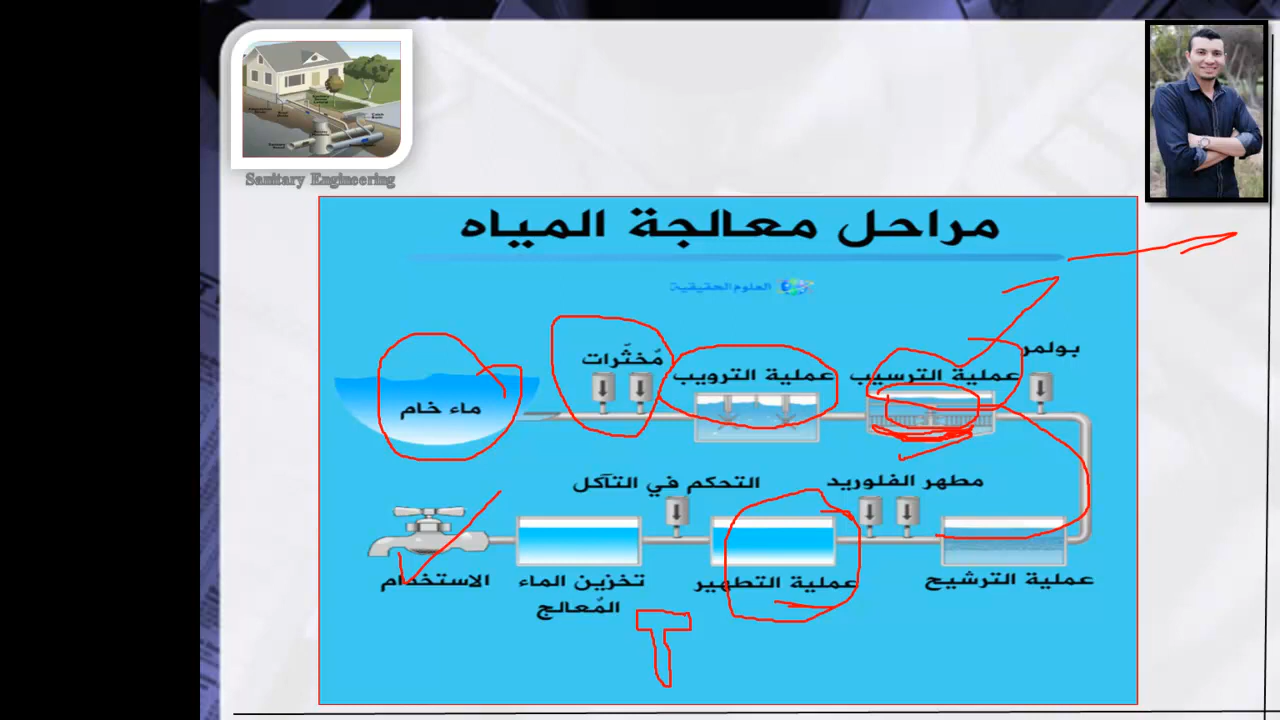 Sanitary Engineering
مراحل معالجة المياه
العلوم الحقيقية
بولمر
عملية الترسيب
عملية الترويب
مُخثّرات
ماء خام
مطهر الفلوريد
التحكم في التآكل
عملية الترشيح
عملية التطهير
تخزين الماء
المُعالج
الاستخدام